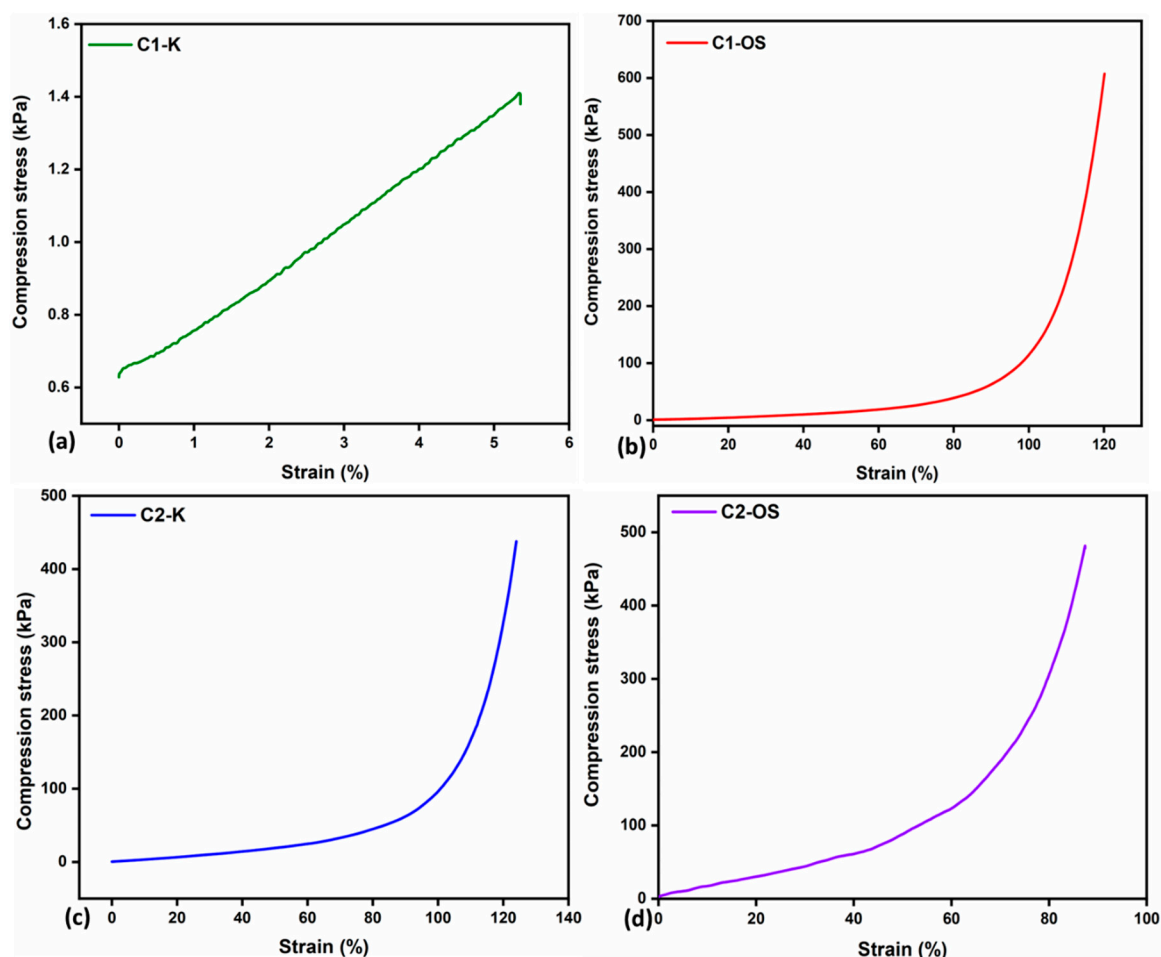 C1-K
Compression stress (kPa)
1.6
1.4
1.2
1.0
0.8
0.6
0 1 2 3 4 5 6
(a)
Strain (%)
C1-OS
Compression stress (kPa)
700
600
500
400
300
200
100
0
0 20 40 60 80 100 120
(b)
Strain (%)
C2-K
Compression stress (kPa)
500
400
300
200
100
0
0 20 40 60 80 100 120 140
(c)
Strain (%)
C2-OS
Compression stress (kPa)
500
400
300
200
100
0
0 20 40 60 80 100
(d)
Strain (%)